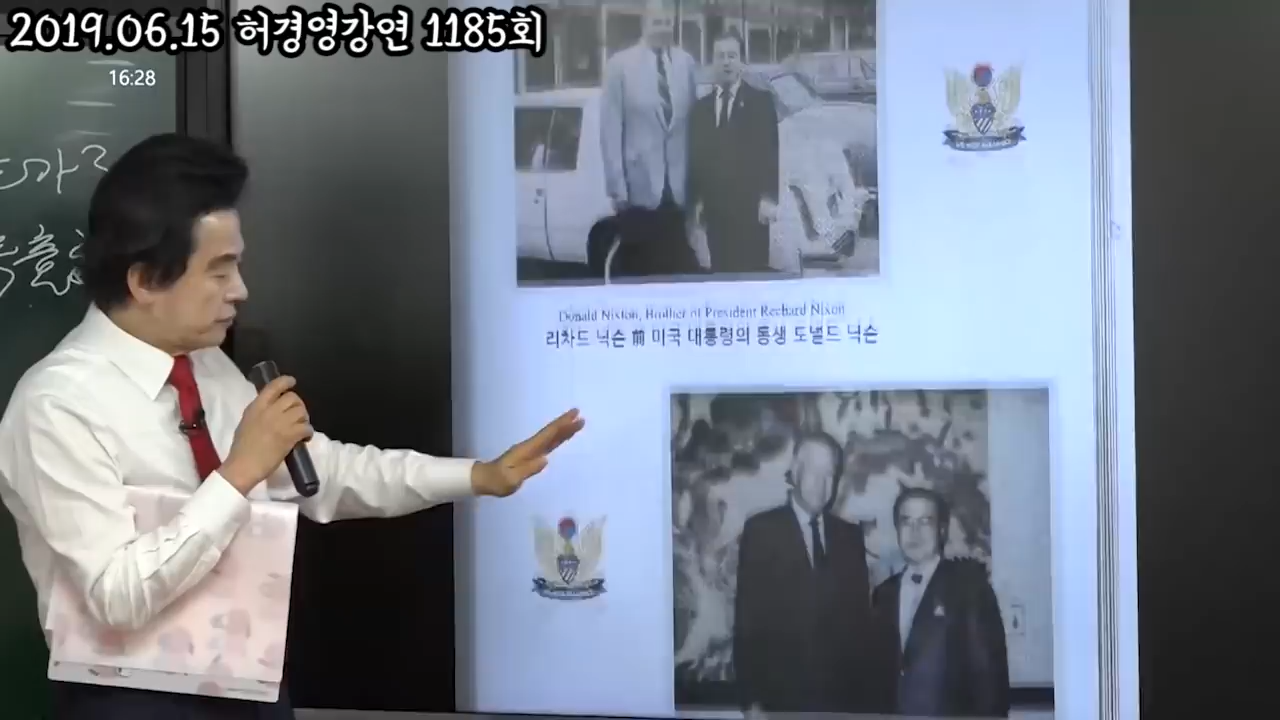 2019.06.15 허경영강연 1185회
16:28
Donald Nixton, Brother of President Rechard Nixon
리차드 닉슨 前 미국 대통령의 동생 도널드 닉슨